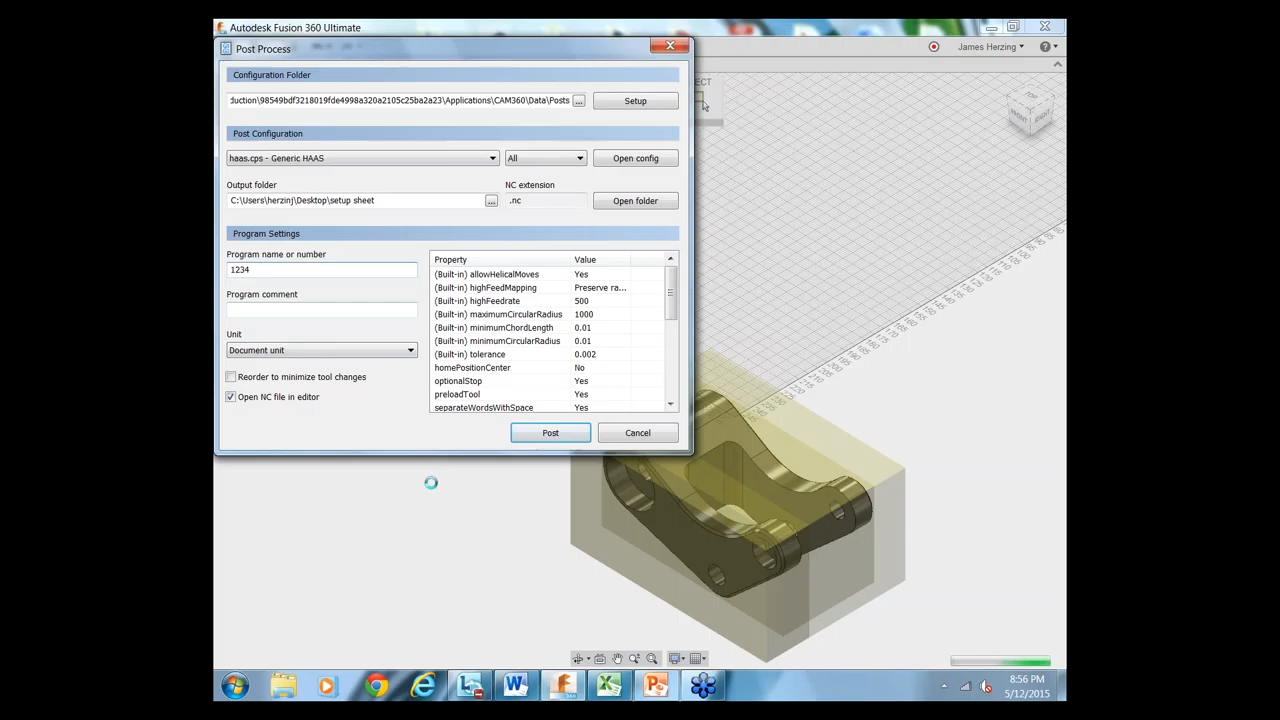 Autodesk Fusion 360 Ultimate
Post Process
James Herzing
Configuration Folder
duction\98549bdf3218019fde4998a320a2105c25ba2a23\Applications\CAM360\Data\Posts ... Setup
Post Configuration
haas.cps - Generic HAAS All Open config
Output folder NC extension
C:\Users\herzinj\Desktop\setup sheet ... .nc Open folder
Program Settings
Program name or number
1234
Program comment
Unit
Document unit
Reorder to minimize tool changes
Open NC file in editor
Property Value
(Built-in) allowHelicalMoves Yes
(Built-in) highFeedMapping Preserve ra...
(Built-in) highFeedrate 500
(Built-in) maximumCircularRadius 1000
(Built-in) minimumChordLength 0.01
(Built-in) minimumCircularRadius 0.01
(Built-in) tolerance 0.002
homePositionCenter No
optionalStop Yes
preloadTool Yes
separateWordsWithSpace Yes
Post Cancel
ECT
TOP
FRONT RIGHT
8:56 PM
5/12/2015